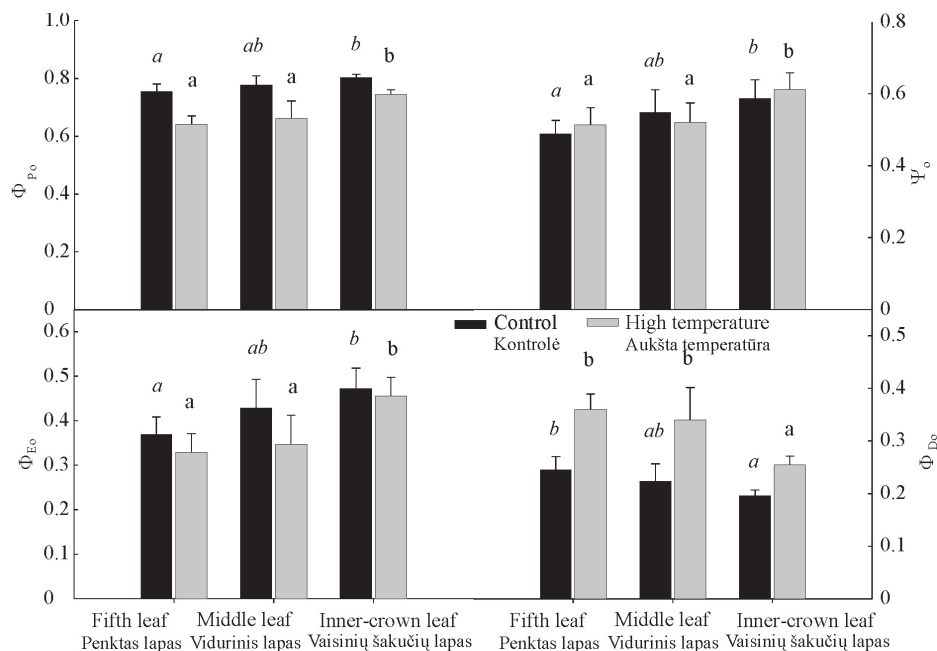 1.0
0.8
0.6
0.4
0.2
0
Φ Po
a
a
ab
a
b
b
0.8
0.6
0.4
0.2
0
Ψo
a
a
ab
a
b
b
Control
Kontrolė
High temperature
Aukšta temperatūra
0.6
0.5
0.4
0.3
0.2
0.1
0
ΦEo
a
a
ab
a
b
b
0.5
0.4
0.3
0.2
0.1
0
Φ Do
b
b
ab
b
a
a
Fifth leaf
Penktas lapas
Middle leaf
Vidurinis lapas
Inner-crown leaf
Vaisinių šakučių lapas
Fifth leaf
Penktas lapas
Middle leaf
Vidurinis lapas
Inner-crown leaf
Vaisinių šakučių lapas